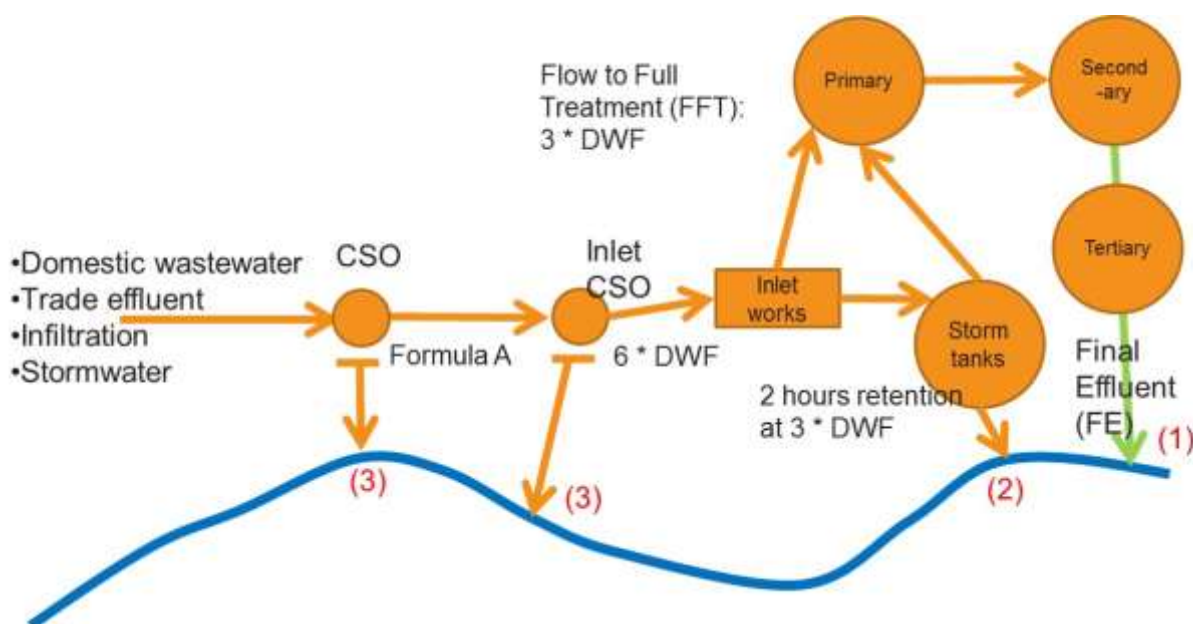 Flow to Full
Treatment (FFT):
3 * DWF
Primary
Second
-ary
•Domestic wastewater
•Trade effluent
•Infiltration
•Stormwater
CSO
Inlet
CSO
Inlet
works
Tertiary
Storm
tanks
Formula A
6 * DWF
2 hours retention
at 3 * DWF
Final
Effluent
(FE)
(1)
(2)
(3)
(3)